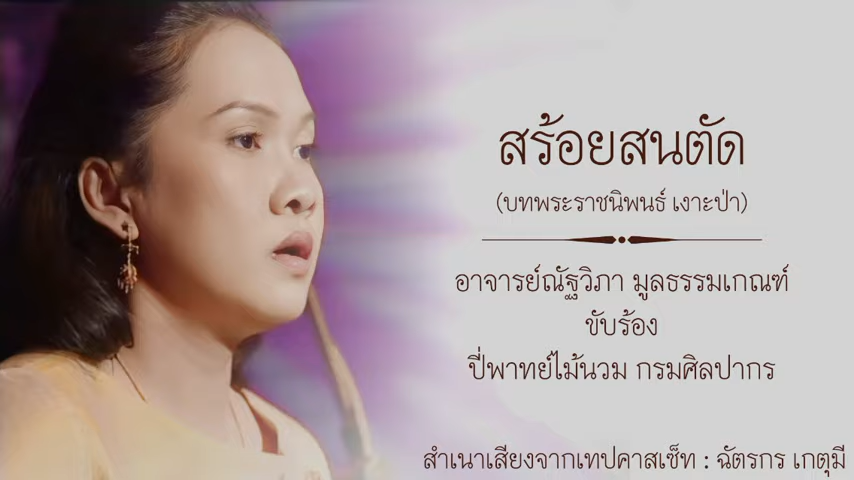 สร้อยสนตัด
(บทพระราชนิพนธ์ เงาะป่า)
อาจารย์ณัฐวิภา มูลธรรมเกณฑ์
ขับร้อง
ปี่พาทย์ไม้นวม กรมศิลปากร
สำเนาเสียงจากเทปคาสเซ็ท : ฉัตรกร เกตุมี